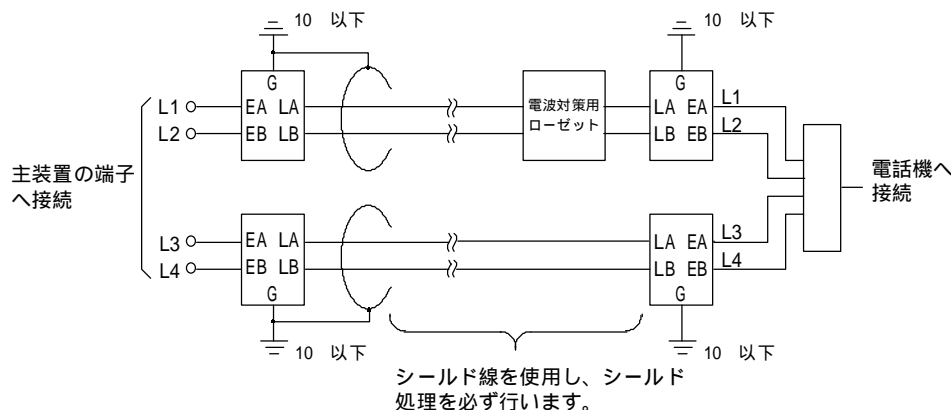 10 以下
10 以下
G
G
L1
EA LA
LA EA
L1
L2
EB LB
電波対策用
ローゼット
LB EB
L2
主装置の端子
へ接続
電話機へ
接続
L3
EA LA
LA EA
L3
L4
EB LB
LB EB
L4
G
G
10 以下
10 以下
シールド線を使用し、シールド
処理を必ず行います。